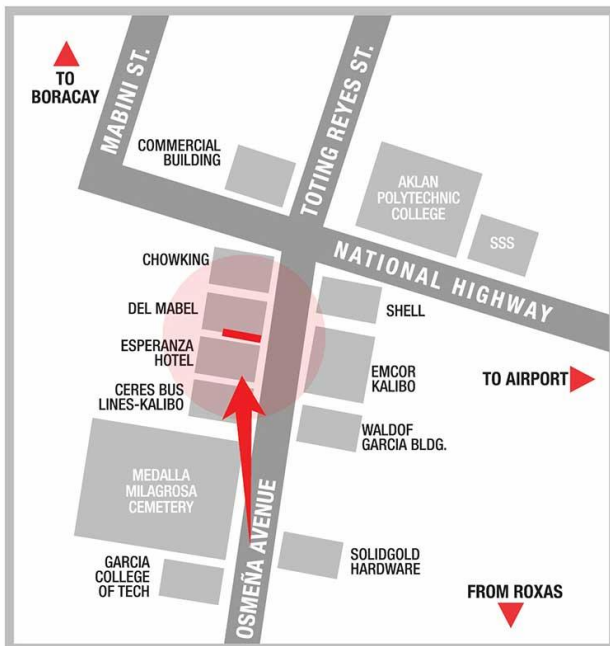 TO
BORACAY
MABINI ST.
TOTING REYES ST.
COMMERCIAL
BUILDING
AKLAN
POLYTECHNIC
COLLEGE
SSS
NATIONAL HIGHWAY
CHOWKING
DEL MABEL
SHELL
ESPERANZA
HOTEL
EMCOR
KALIBO
TO AIRPORT
CERES BUS
LINES-KALIBO
WALDOF
GARCIA BLDG.
MEDALLA
MILAGROSA
CEMETERY
OSMEÑA AVENUE
GARCIA
COLLEGE
OF TECH
SOLIDGOLD
HARDWARE
FROM ROXAS